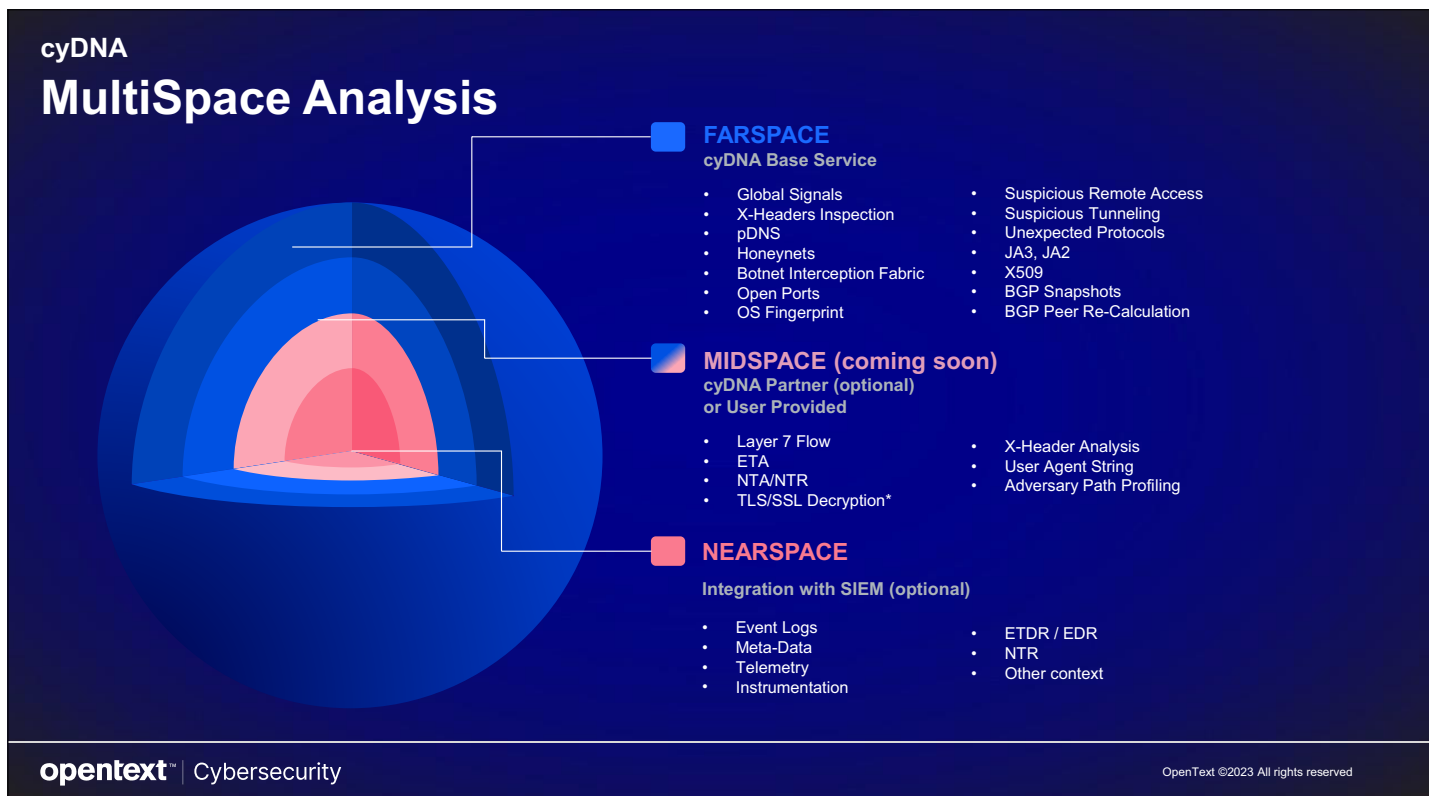 cyDNA
MultiSpace Analysis
FARSPACE
cyDNA Base Service
• Global Signals
• X-Headers Inspection
• pDNS
• Honeynets
• Botnet Interception Fabric
• Open Ports
• OS Fingerprint
• Suspicious Remote Access
• Suspicious Tunneling
• Unexpected Protocols
• JA3, JA2
• X509
• BGP Snapshots
• BGP Peer Re-Calculation
MIDSPACE (coming soon)
cyDNA Partner (optional)
or User Provided
• Layer 7 Flow
• ETA
• NTA/NTR
• TLS/SSL Decryption*
• X-Header Analysis
• User Agent String
• Adversary Path Profiling
NEARSPACE
Integration with SIEM (optional)
• Event Logs
• Meta-Data
• Telemetry
• Instrumentation
• ETDR / EDR
• NTR
• Other context
opentext™ | Cybersecurity
OpenText ©2023 All rights reserved